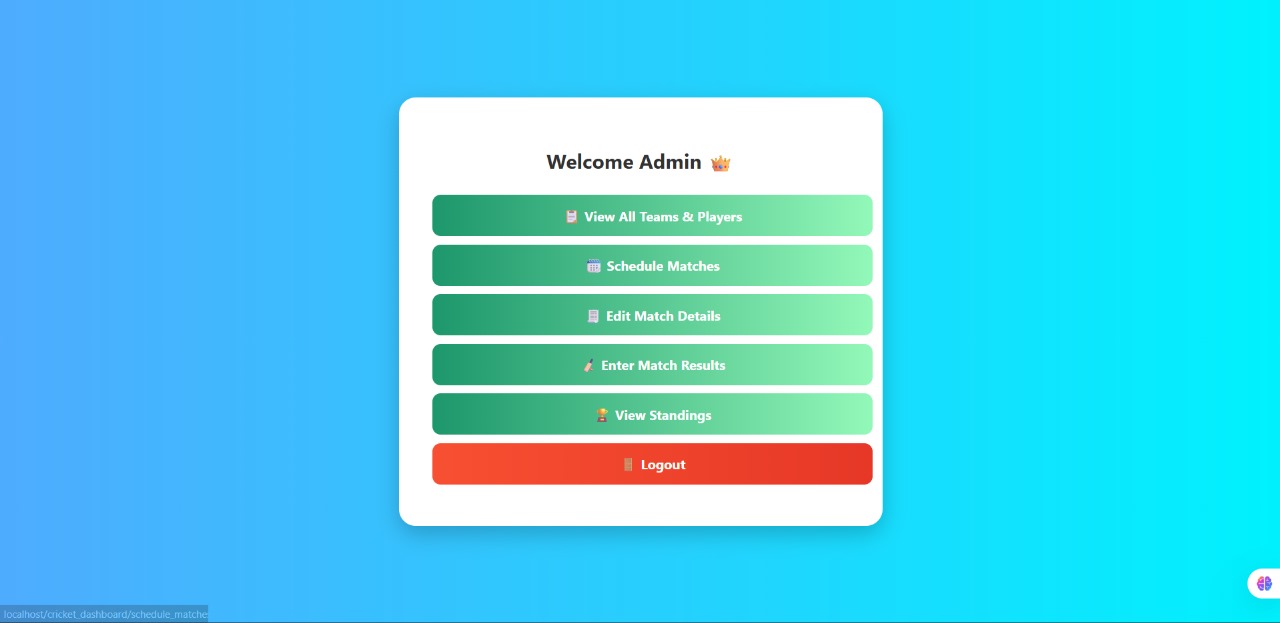 Welcome Admin 👑
📋 View All Teams & Players
📅 Schedule Matches
🧾 Edit Match Details
🏏 Enter Match Results
🏆 View Standings
🚪 Logout
localhost/cricket_dashboard/schedule_matche